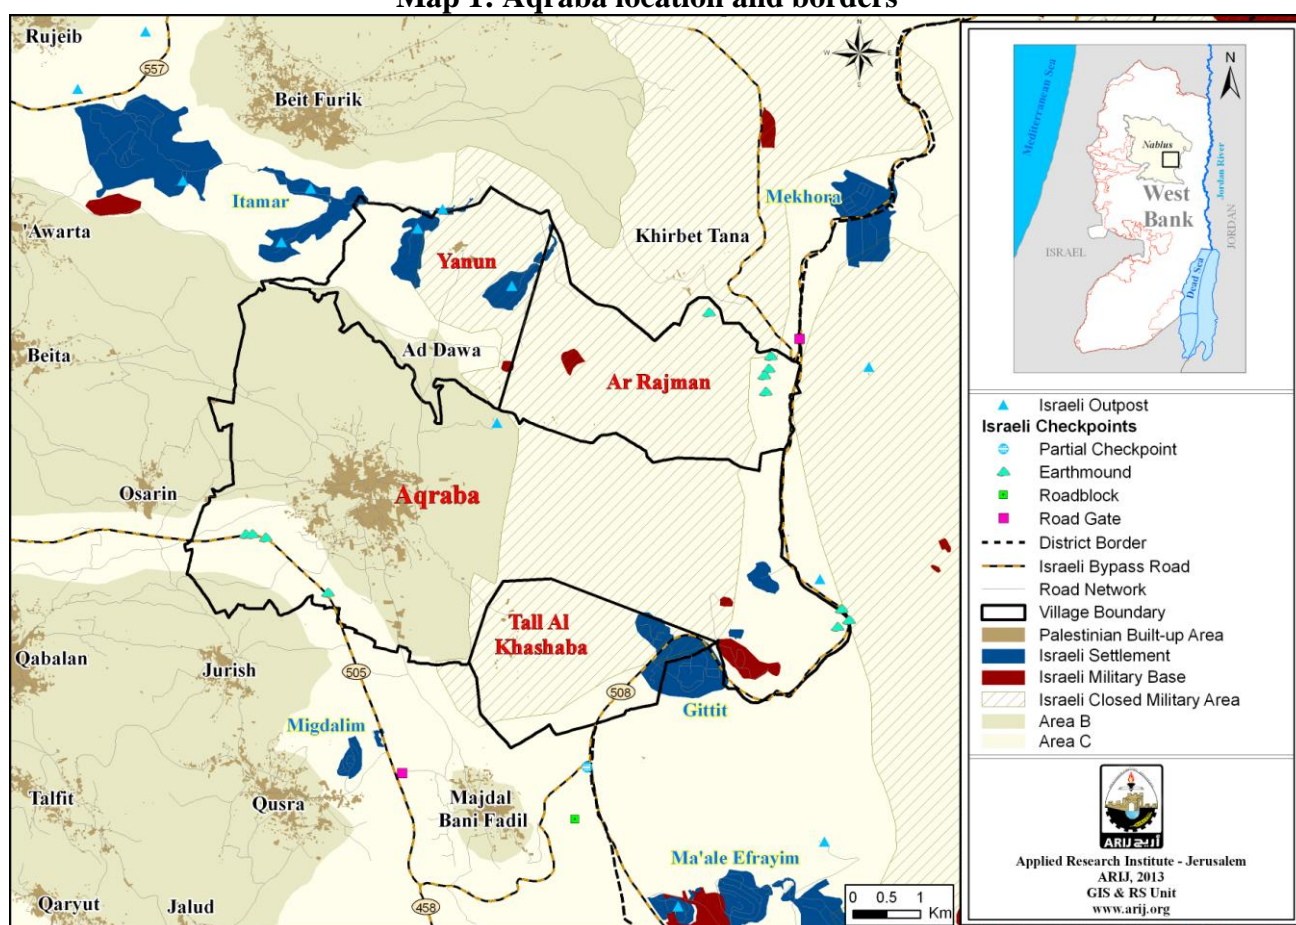 Map 1: Aqraba location and borders
Rujeib
557
Beit Furik
N
W
E
S
Itamar
Mekhora
'Awarta
Yanun
Khirbet Tana
Beita
Ad Dawa
Ar Rajman
Osarin
Aqraba
Tall Al
Khashaba
Qabalan
Jurish
505
508
Gittit
Migdalim
Talfit
Qusra
Majdal
Bani Fadil
Ma'ale Efrayim
Qaryut
Jalud
458
0 0.5 1
Km
N
Mediterranean Sea
Nablus
Jordan River
West
Bank
ISRAEL
JORDAN
Dead Sea
Israeli Outpost
Israeli Checkpoints
Partial Checkpoint
Earthmound
Roadblock
Road Gate
District Border
Israeli Bypass Road
Road Network
Village Boundary
Palestinian Built-up Area
Israeli Settlement
Israeli Military Base
Israeli Closed Military Area
Area B
Area C
ARIJ أريج
Applied Research Institute - Jerusalem
ARIJ, 2013
GIS & RS Unit
www.arij.org